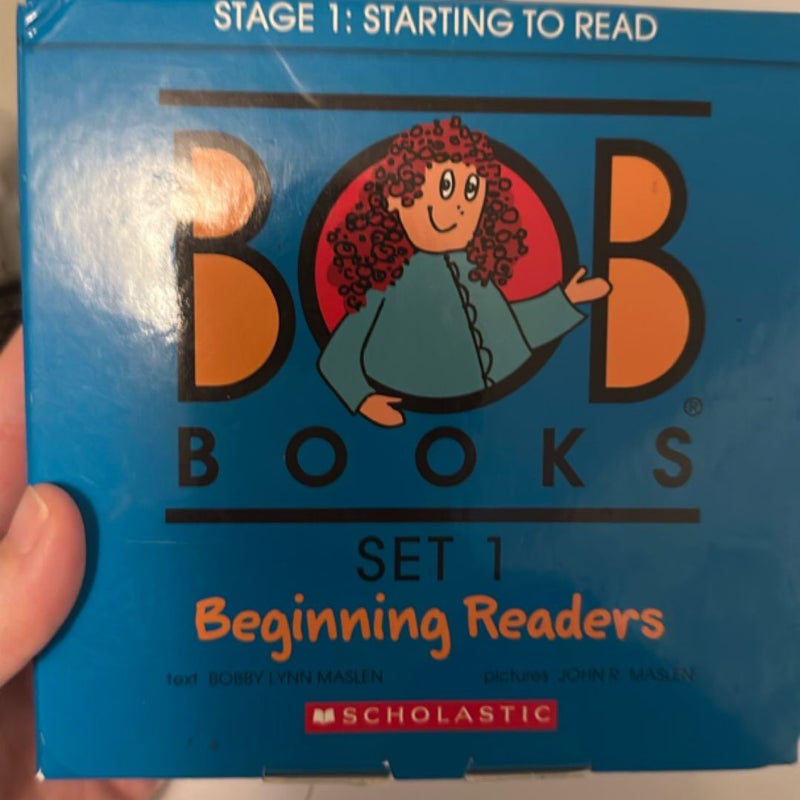 STAGE 1: STARTING TO READ
BOB
BOOKS®
SET 1
Beginning Readers
text BOBBY LYNN MASLEN pictures JOHN R. MASLEN
SCHOLASTIC